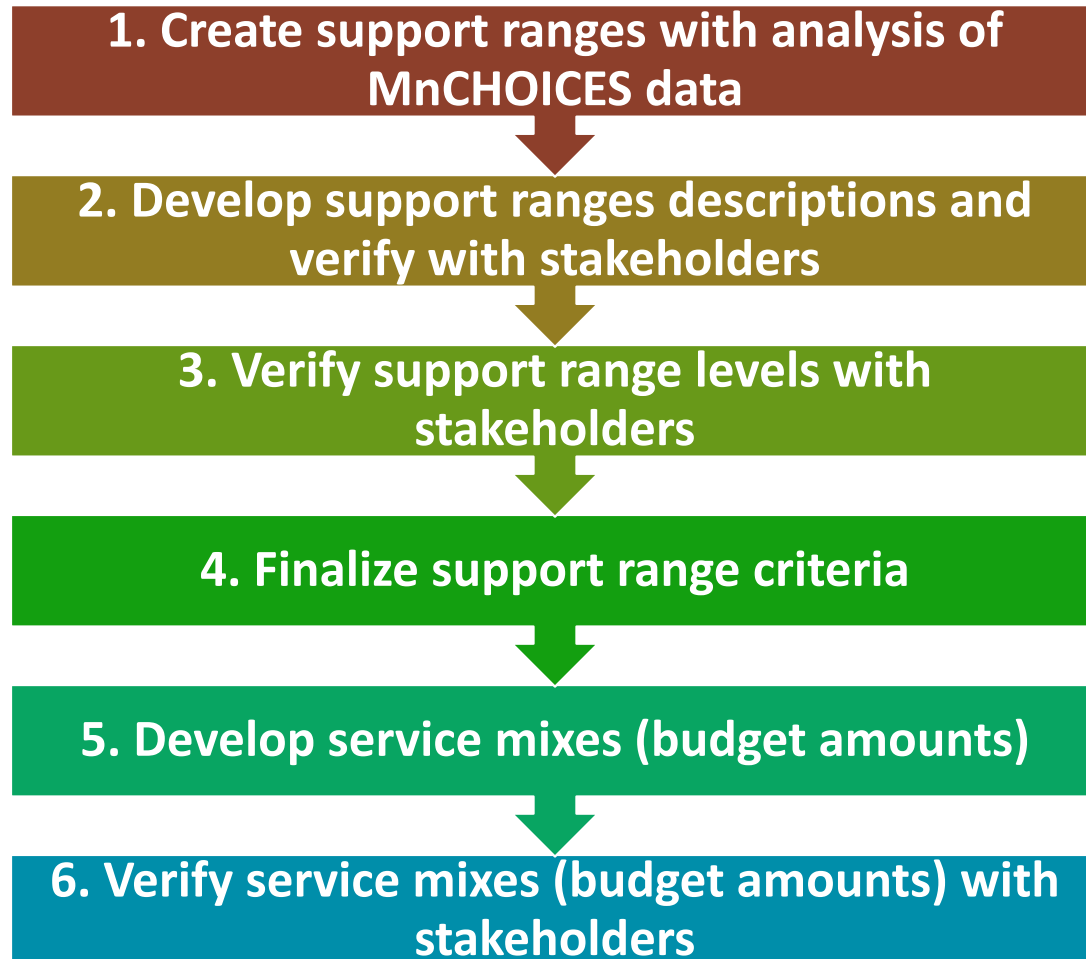 1. Create support ranges with analysis of
MnCHOICES data
2. Develop support ranges descriptions and
verify with stakeholders
3. Verify support range levels with
stakeholders
4. Finalize support range criteria
5. Develop service mixes (budget amounts)
6. Verify service mixes (budget amounts) with
stakeholders